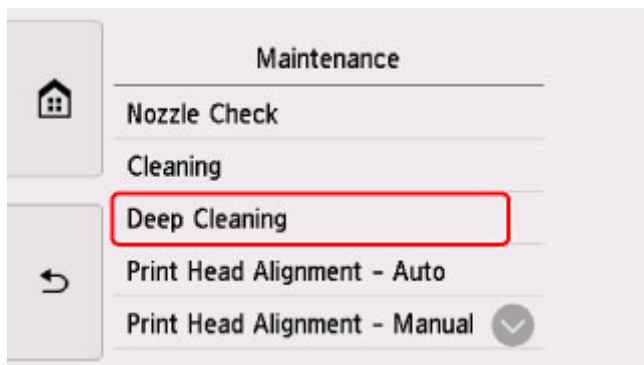 Maintenance
Nozzle Check
Cleaning
Deep Cleaning
Print Head Alignment - Auto
Print Head Alignment - Manual